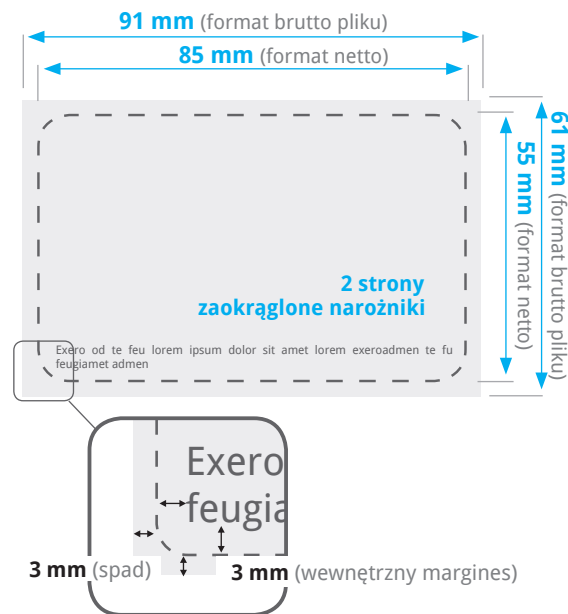 91 mm (format brutto pliku)
85 mm (format netto)
61 mm (format brutto pliku)
55 mm (format netto)
2 strony
zaokrąglone narożniki
Exero od te feu lorem ipsum dolor sit amet lorem exeroadmen te fu
feugiamet admen
Exero
feugia
3 mm (spad)
3 mm (wewnętrzny margines)